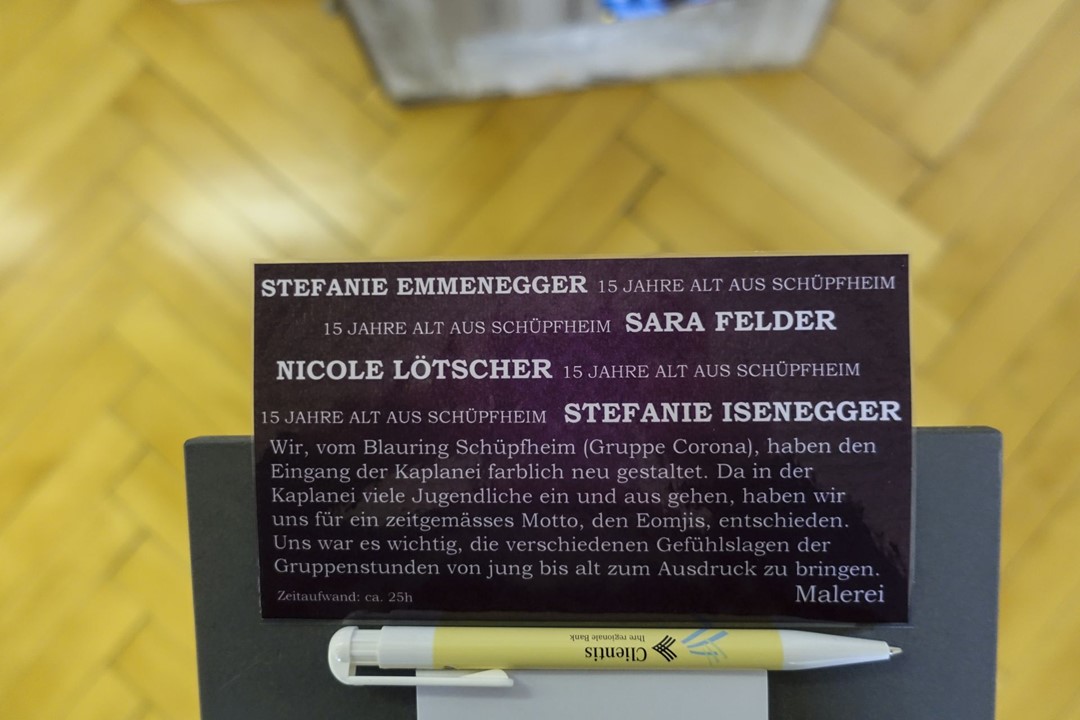 STEFANIE EMMENEGGER 15 JAHRE ALT AUS SCHÜPFHEIM
15 JAHRE ALT AUS SCHÜPFHEIM SARA FELDER
NICOLE LÖTSCHER 15 JAHRE ALT AUS SCHÜPFHEIM
15 JAHRE ALT AUS SCHÜPFHEIM STEFANIE ISENEGGER
Wir, vom Blauring Schüpfheim (Gruppe Corona), haben den
Eingang der Kaplanei farblich neu gestaltet. Da in der
Kaplanei viele Jugendliche ein und aus gehen, haben wir
uns für ein zeitgemässes Motto, den Eomjis, entschieden.
Uns war es wichtig, die verschiedenen Gefühlslagen der
Gruppenstunden von jung bis alt zum Ausdruck zu bringen.
Zeitaufwand: ca. 25h Malerei
Clientis
Ihre regionale Bank